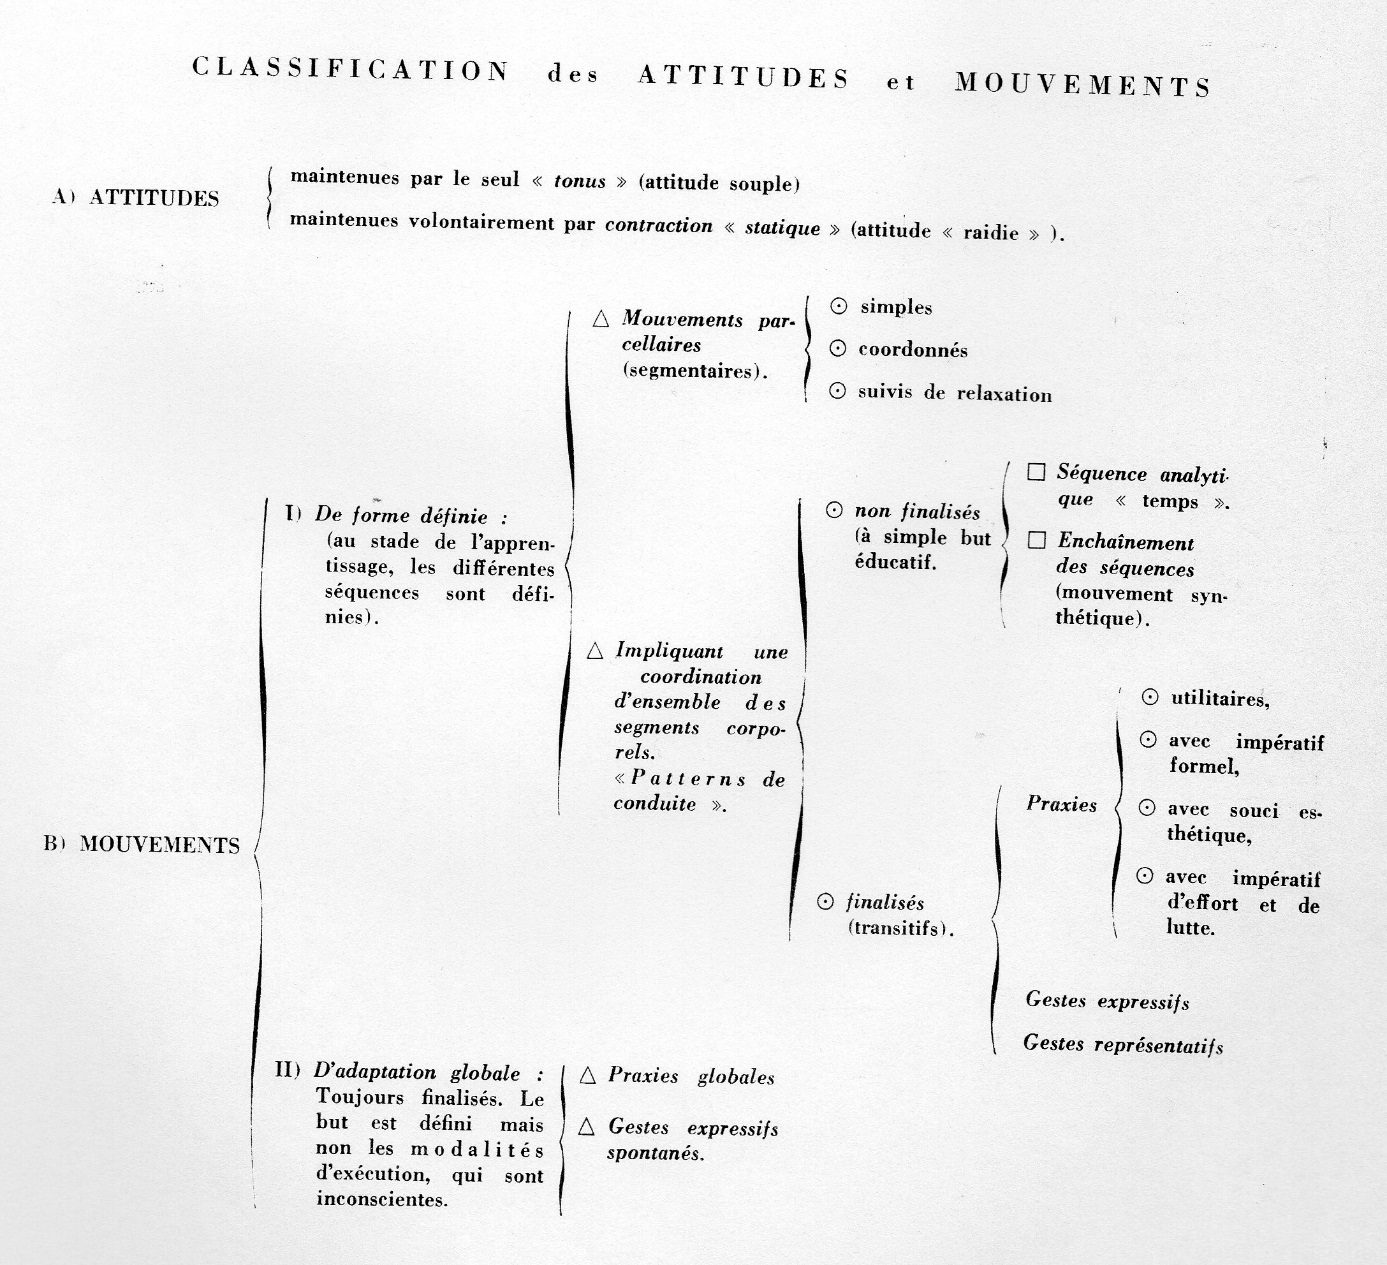 CLASSIFICATION des ATTITUDES et MOUVEMENTS
A) ATTITUDES
maintenues par le seul « tonus » (attitude souple)
maintenues volontairement par contraction « statique » (attitude « raidie » ).
B) MOUVEMENTS
I) De forme définie :
(au stade de l'appren-
tissage, les différentes
séquences sont défi-
nies).
△ Mouvements par-
cellaires
(segmentaires).
⊙ simples
⊙ coordonnés
⊙ suivis de relaxation
△ Impliquant une
coordination
d'ensemble des
segments corpo-
rels.
« Patterns de
conduite ».
⊙ non finalisés
(à simple but
éducatif.
□ Séquence analyti-
que « temps ».
□ Enchaînement
des séquences
(mouvement syn-
thétique).
⊙ finalisés
(transitifs).
Praxies
⊙ utilitaires,
⊙ avec impératif
formel,
⊙ avec souci es-
thétique,
⊙ avec impératif
d'effort et de
lutte.
Gestes expressifs
Gestes représentatifs
II) D'adaptation globale :
Toujours finalisés. Le
but est défini mais
non les modalités
d'exécution, qui sont
inconscientes.
△ Praxies globales
△ Gestes expressifs
spontanés.